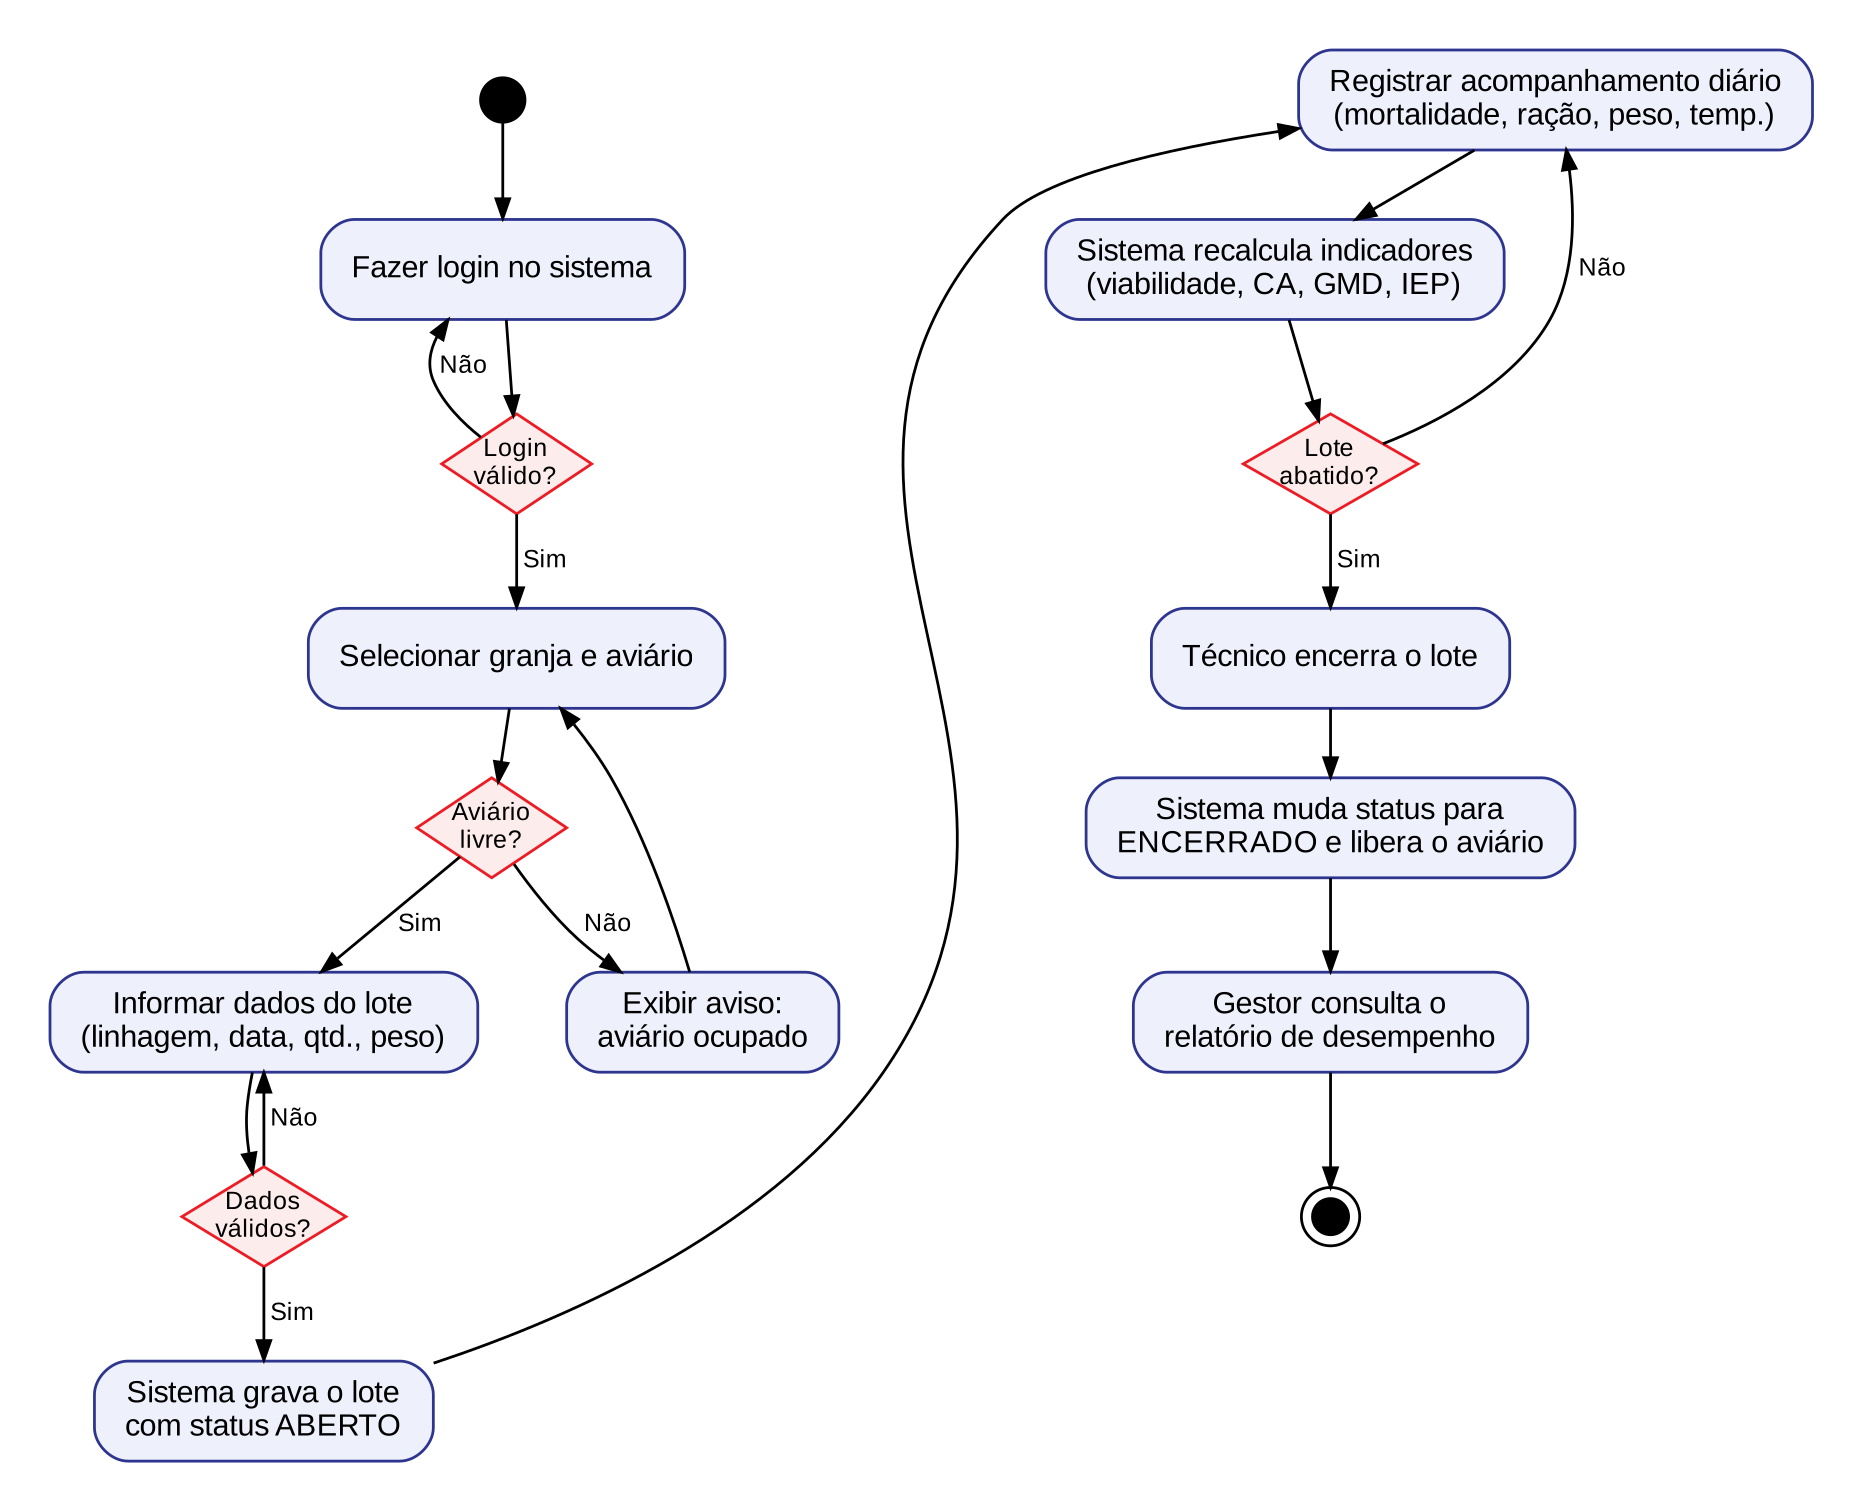 Fazer login no sistema
Não
Login
válido?
Sim
Selecionar granja e aviário
Aviário
livre?
Sim
Não
Informar dados do lote
(linhagem, data, qtd., peso)
Exibir aviso:
aviário ocupado
Não
Dados
válidos?
Sim
Sistema grava o lote
com status ABERTO
Registrar acompanhamento diário
(mortalidade, ração, peso, temp.)
Sistema recalcula indicadores
(viabilidade, CA, GMD, IEP)
Não
Lote
abatido?
Sim
Técnico encerra o lote
Sistema muda status para
ENCERRADO e libera o aviário
Gestor consulta o
relatório de desempenho